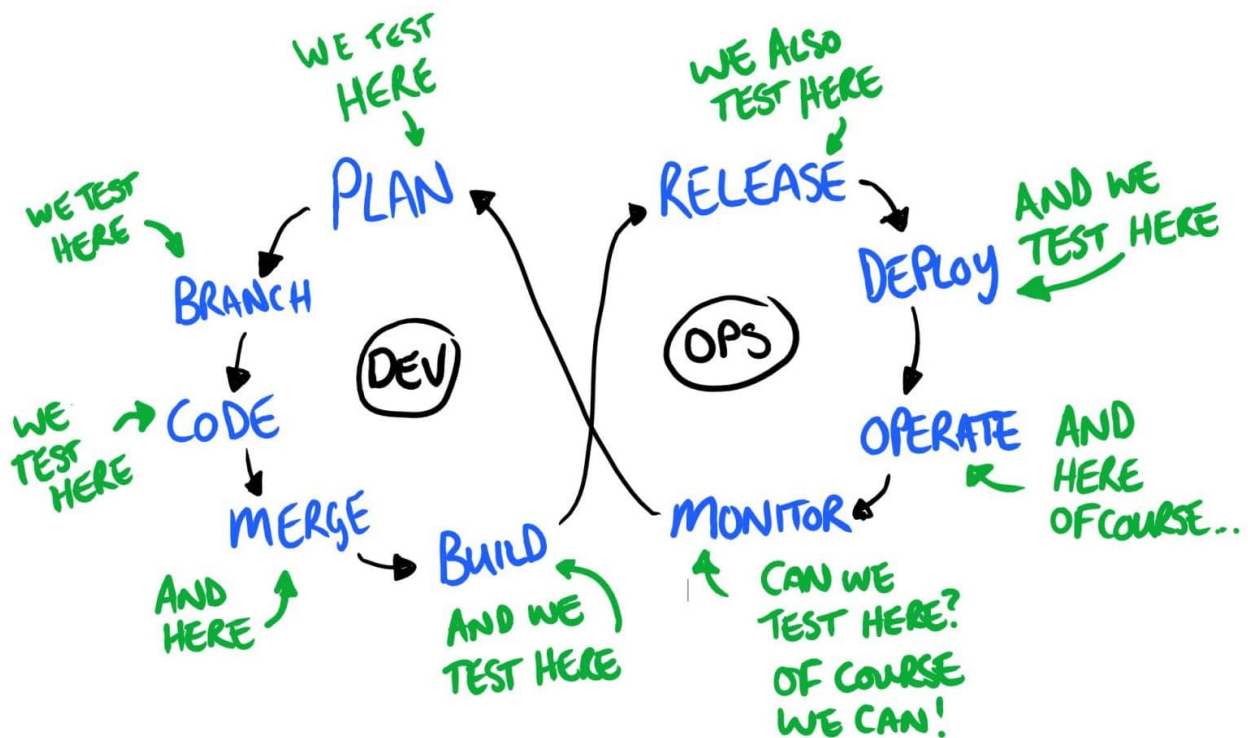 WE TEST
HERE
PLAN
WE TEST
HERE
BRANCH
DEV
WE
TEST
HERE
CODE
MERGE
AND
HERE
BUILD
AND WE
TEST HERE
WE ALSO
TEST HERE
RELEASE
AND WE
TEST HERE
DEPLOY
OPS
OPERATE
AND
HERE
OF COURSE...
MONITOR
CAN WE
TEST HERE?
OF COURSE
WE CAN!